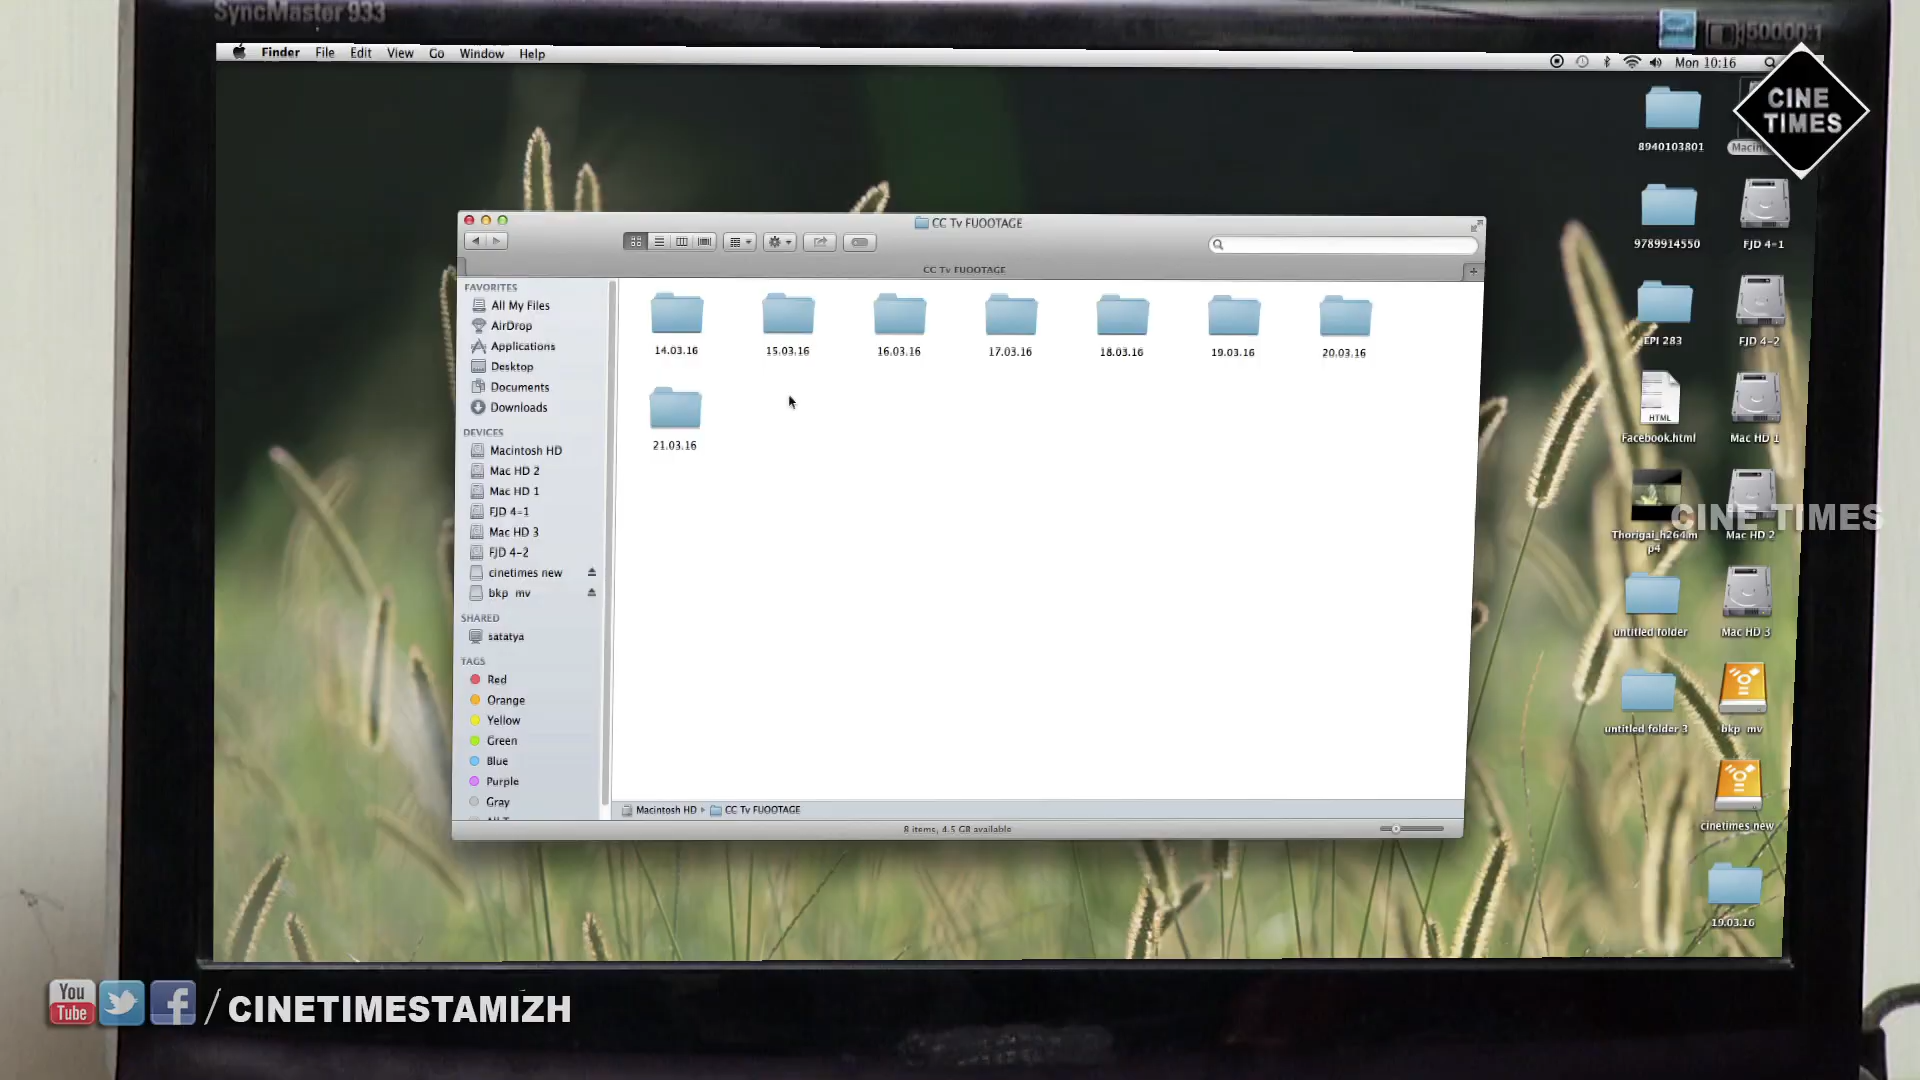 SyncMaster 933
50000:1
Finder File Edit View Go Window Help
Mon 10:16
CINE
TIMES
CC Tv FUOOTAGE
CC Tv FUOOTAGE
FAVORITES
All My Files
AirDrop
Applications
Desktop
Documents
Downloads
DEVICES
Macintosh HD
Mac HD 2
Mac HD 1
FJD 4-1
Mac HD 3
FJD 4-2
cinetimes new
bkp mv
SHARED
satatya
TAGS
Red
Orange
Yellow
Green
Blue
Purple
Gray
14.03.16 15.03.16 16.03.16 17.03.16 18.03.16 19.03.16 20.03.16
21.03.16
Macintosh HD CC Tv FUOOTAGE
8 items, 4.5 GB available
8940103801
9789914550 FJD 4-1
EPI 283 FJD 4-2
HTML
Facebook.html Mac HD 1
CINE TIMES
Thorigai_h264.m
p4
Mac HD 2
untitled folder Mac HD 3
untitled folder 3 bkp mv
cinetimes new
19.03.16
You
Tube
/ CINETIMESTAMIZH